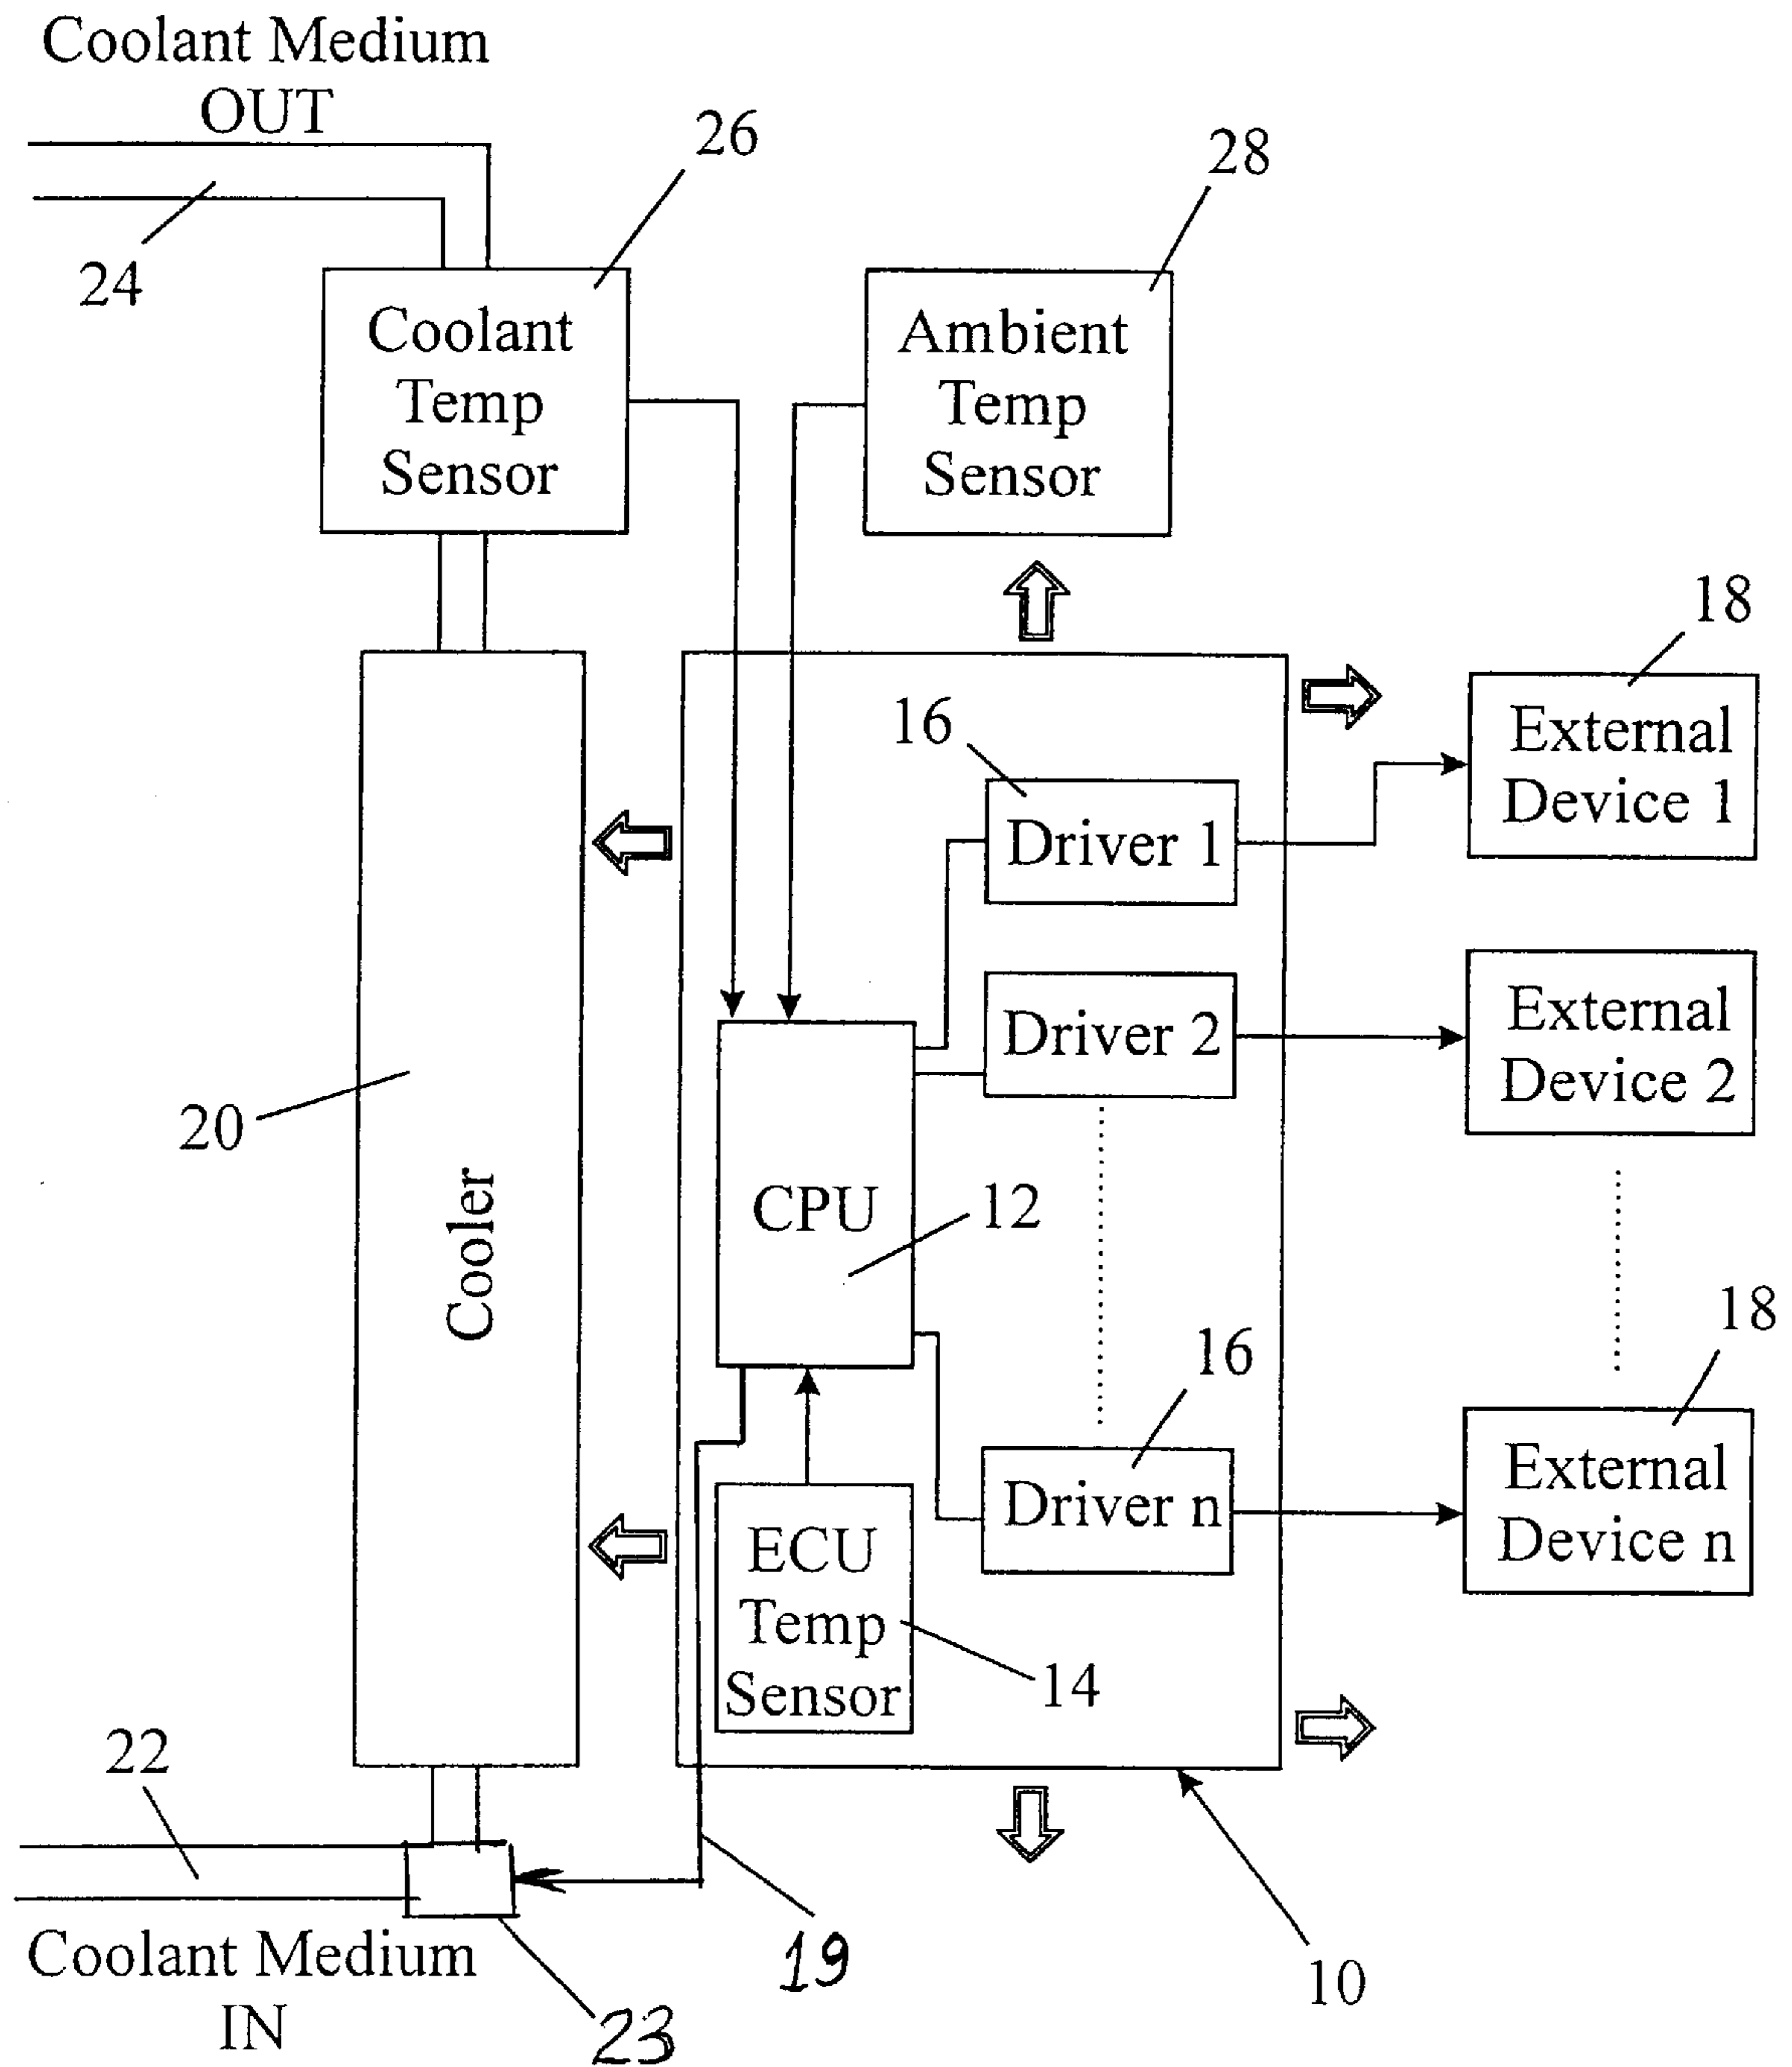 Coolant Medium
OUT
26
28
24
Coolant
Temp
Sensor
Ambient
Temp
Sensor
18
16
External
Device 1
Driver 1
External
Device 2
Driver 2
20
Cooler
CPU
12
18
16
External
Device n
Driver n
ECU
Temp
Sensor
14
22
Coolant Medium
IN
19
10
23